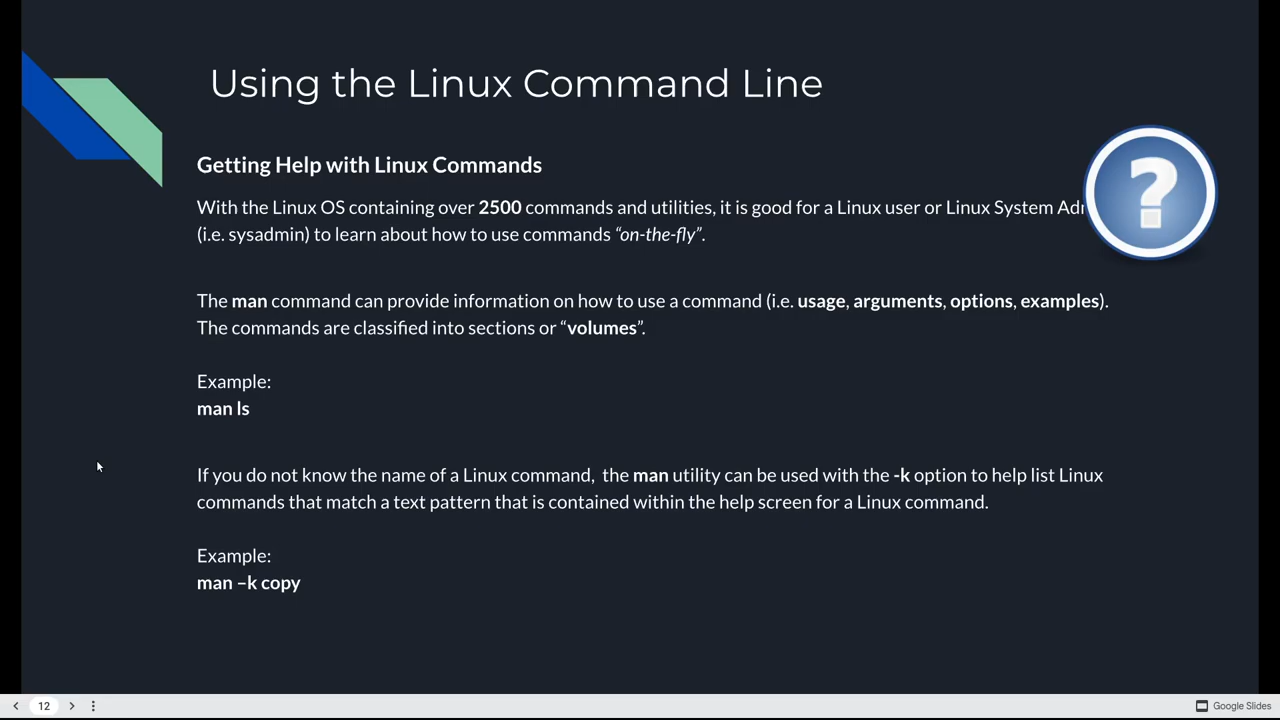 Using the Linux Command Line
Getting Help with Linux Commands
With the Linux OS containing over 2500 commands and utilities, it is good for a Linux user or Linux System
(i.e. sysadmin) to learn about how to use commands “on-the-fly”.
The man command can provide information on how to use a command (i.e. usage, arguments, options, examples).
The commands are classified into sections or “volumes”.
Example:
man ls
If you do not know the name of a Linux command,  the man utility can be used with the -k option to help list Linux
commands that match a text pattern that is contained within the help screen for a Linux command.
Example:
man –k copy
?
12
Google Slides